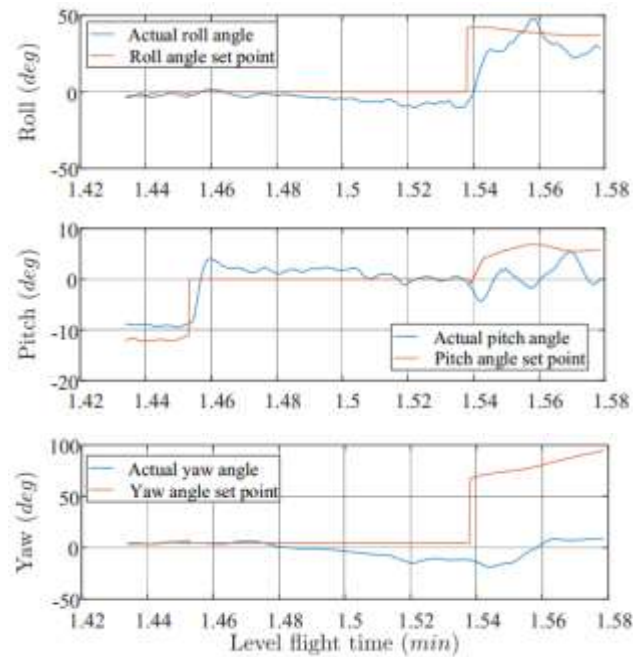 50
Actual roll angle
Roll angle set point
Roll (deg)
0
-50
1.42 1.44 1.46 1.48 1.5 1.52 1.54 1.56 1.58
10
Pitch (deg)
0
-10
Actual pitch angle
Pitch angle set point
-20
1.42 1.44 1.46 1.48 1.5 1.52 1.54 1.56 1.58
100
Actual yaw angle
Yaw angle set point
50
Yaw (deg)
0
-50
1.42 1.44 1.46 1.48 1.5 1.52 1.54 1.56 1.58
Level flight time (min)